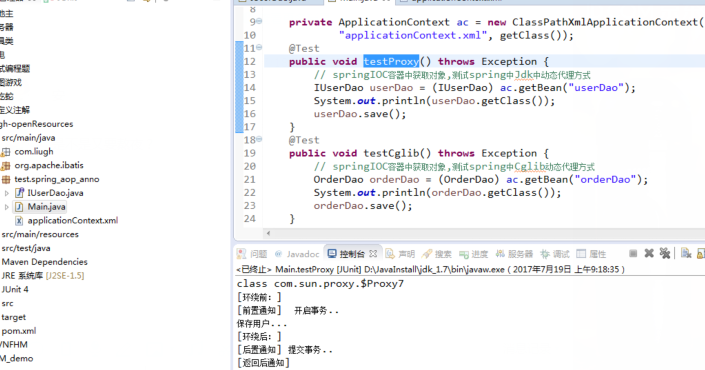 地主
务器
具类
电
试编程题
图游戏
贪蛇
定义注解
gh-openResources
src/main/java
com.liugh
org.apache.ibatis
test.spring_aop_anno
IUserDao.java
Main.java
applicationContext.xml
src/main/resources
src/test/java
Maven Dependencies
JRE 系统库 [J2SE-1.5]
JUnit 4
src
target
pom.xml
VNFHM
M_demo
8
9 private ApplicationContext ac = new ClassPathXmlApplicationContext(
10 "applicationContext.xml", getClass());
11 @Test
12 public void testProxy() throws Exception {
13 // springIOC容器中获取对象,测试spring中Jdk中动态代理方式
14 IUserDao userDao = (IUserDao) ac.getBean("userDao");
15 System.out.println(userDao.getClass());
16 userDao.save();
17 }
18 @Test
19 public void testCglib() throws Exception {
20 // springIOC容器中获取对象,测试spring中Cglib动态代理方式
21 OrderDao orderDao = (OrderDao) ac.getBean("orderDao");
22 System.out.println(orderDao.getClass());
23 orderDao.save();
24 }
问题 @ Javadoc 控制台 声明 搜索 进度 服务器 调试 属性
<已终止> Main.testProxy [JUnit] D:\JavaInstall\jdk_1.7\bin\javaw.exe ( 2017年7月19日 上午9:18:35 )
class com.sun.proxy.$Proxy7
[环绕前：]
[前置通知] 开启事务..
保存用户...
[环绕后：]
[后置通知] 提交事务..
[返回后通知]